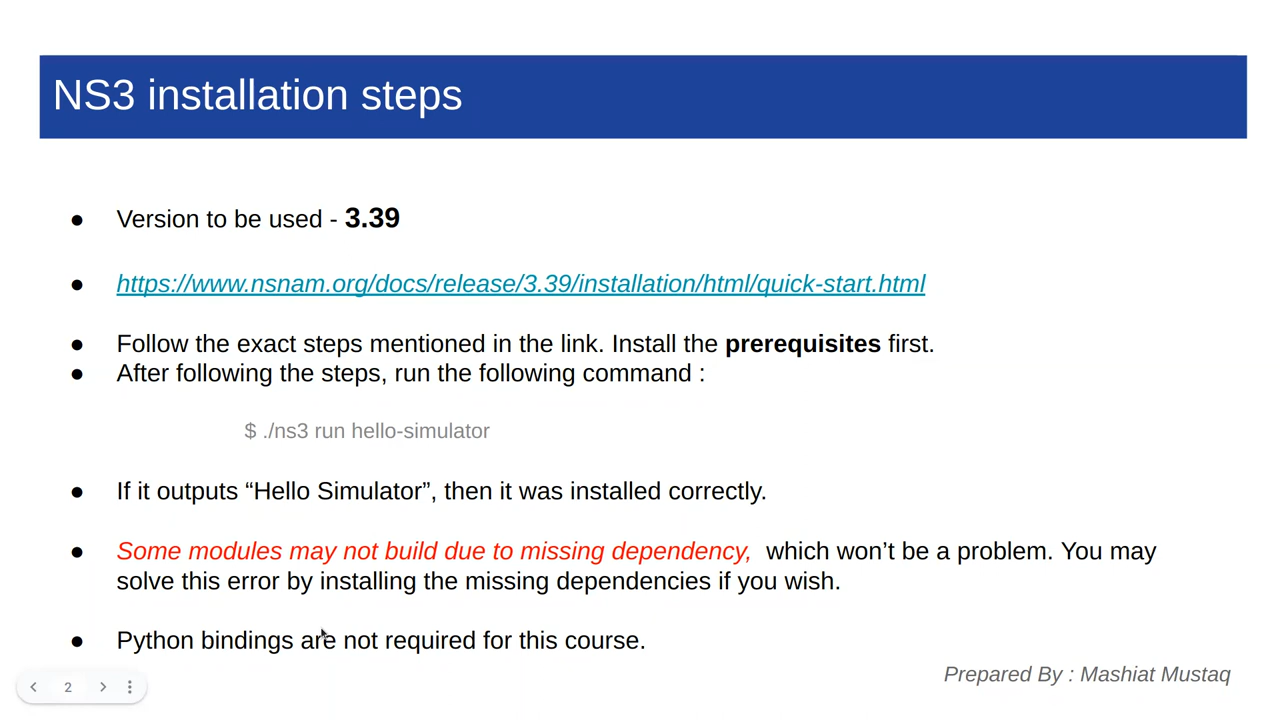 NS3 installation steps
● Version to be used - 3.39
● https://www.nsnam.org/docs/release/3.39/installation/html/quick-start.html
● Follow the exact steps mentioned in the link. Install the prerequisites first.
● After following the steps, run the following command :
$ ./ns3 run hello-simulator
● If it outputs “Hello Simulator”, then it was installed correctly.
● Some modules may not build due to missing dependency, which won’t be a problem. You may
solve this error by installing the missing dependencies if you wish.
● Python bindings are not required for this course.
Prepared By : Mashiat Mustaq
2